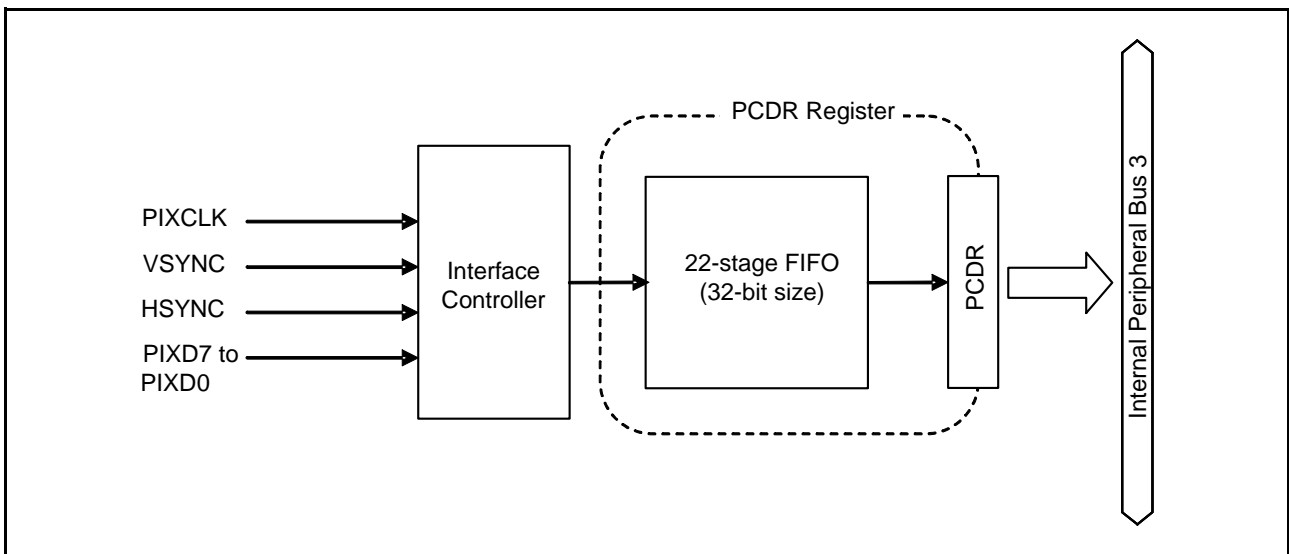 PCDR Register
PIXCLK
VSYNC
HSYNC
PIXD7 to
PIXD0
Interface
Controller
22-stage FIFO
(32-bit size)
PCDR
Internal Peripheral Bus 3